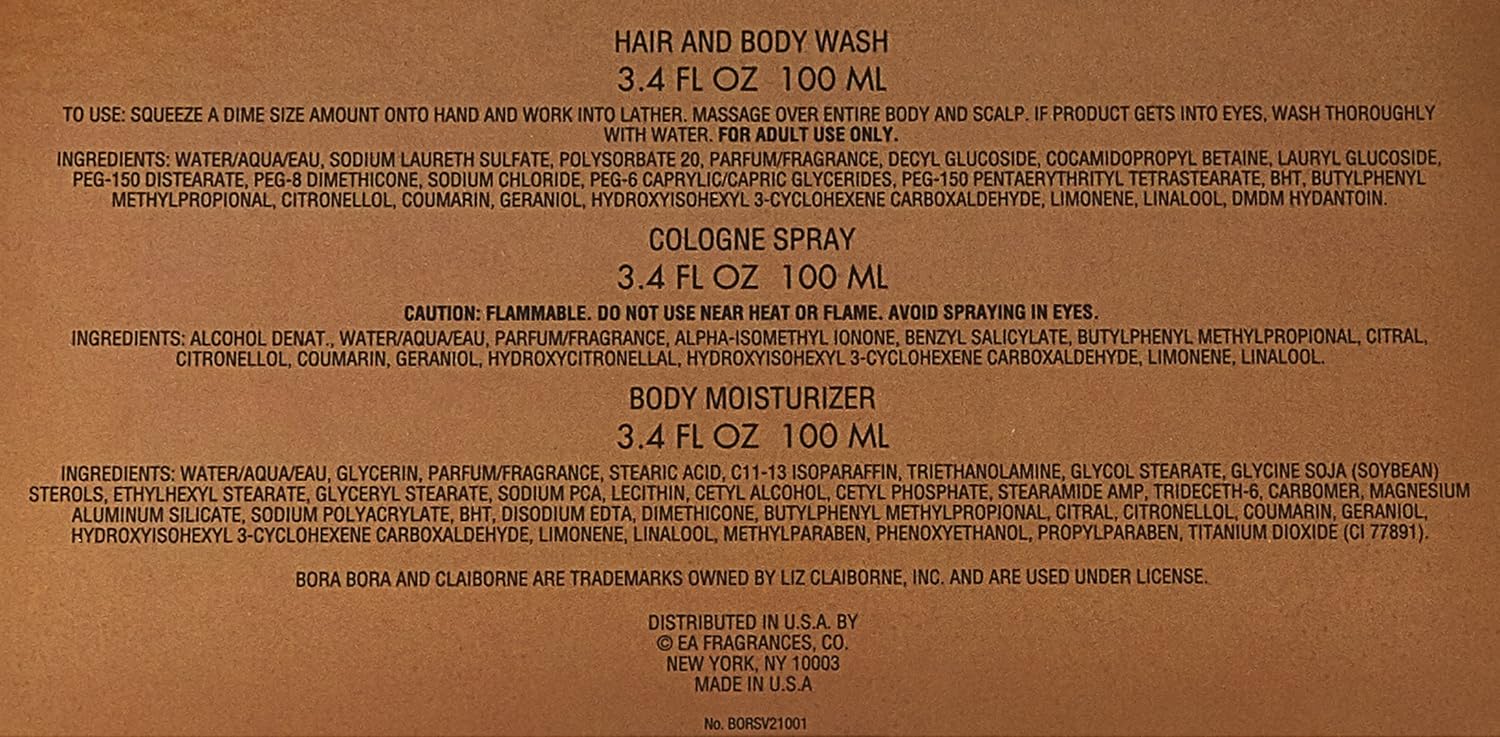 HAIR AND BODY WASH
3.4 FL OZ 100 ML
TO USE: SQUEEZE A DIME SIZE AMOUNT ONTO HAND AND WORK INTO LATHER. MASSAGE OVER ENTIRE BODY AND SCALP. IF PRODUCT GETS INTO EYES, WASH THOROUGHLY
WITH WATER. FOR ADULT USE ONLY.
INGREDIENTS: WATER/AQUA/EAU, SODIUM LAURETH SULFATE, POLYSORBATE 20, PARFUM/FRAGRANCE, DECYL GLUCOSIDE, COCAMIDOPROPYL BETAINE, LAURYL GLUCOSIDE,
PEG-150 DISTEARATE, PEG-8 DIMETHICONE, SODIUM CHLORIDE, PEG-6 CAPRYLIC/CAPRIC GLYCERIDES, PEG-150 PENTAERYTHRITYL TETRASTEARATE, BHT, BUTYLPHENYL
METHYLPROPIONAL, CITRONELLOL, COUMARIN, GERANIOL, HYDROXYISOHEXYL 3-CYCLOHEXENE CARBOXALDEHYDE, LIMONENE, LINALOOL, DMDM HYDANTOIN.
COLOGNE SPRAY
3.4 FL OZ 100 ML
CAUTION: FLAMMABLE. DO NOT USE NEAR HEAT OR FLAME. AVOID SPRAYING IN EYES.
INGREDIENTS: ALCOHOL DENAT., WATER/AQUA/EAU, PARFUM/FRAGRANCE, ALPHA-ISOMETHYL IONONE, BENZYL SALICYLATE, BUTYLPHENYL METHYLPROPIONAL, CITRAL,
CITRONELLOL, COUMARIN, GERANIOL, HYDROXYCITRONELLAL, HYDROXYISOHEXYL 3-CYCLOHEXENE CARBOXALDEHYDE, LIMONENE, LINALOOL.
BODY MOISTURIZER
3.4 FL OZ 100 ML
INGREDIENTS: WATER/AQUA/EAU, GLYCERIN, PARFUM/FRAGRANCE, STEARIC ACID, C11-13 ISOPARAFFIN, TRIETHANOLAMINE, GLYCOL STEARATE, GLYCINE SOJA (SOYBEAN)
STEROLS, ETHYLHEXYL STEARATE, GLYCERYL STEARATE, SODIUM PCA, LECITHIN, CETYL ALCOHOL, CETYL PHOSPHATE, STEARAMIDE AMP, TRIDECETH-6, CARBOMER, MAGNESIUM
ALUMINUM SILICATE, SODIUM POLYACRYLATE, BHT, DISODIUM EDTA, DIMETHICONE, BUTYLPHENYL METHYLPROPIONAL, CITRAL, CITRONELLOL, COUMARIN, GERANIOL,
HYDROXYISOHEXYL 3-CYCLOHEXENE CARBOXALDEHYDE, LIMONENE, LINALOOL, METHYLPARABEN, PHENOXYETHANOL, PROPYLPARABEN, TITANIUM DIOXIDE (CI 77891).
BORA BORA AND CLAIBORNE ARE TRADEMARKS OWNED BY LIZ CLAIBORNE, INC. AND ARE USED UNDER LICENSE.
DISTRIBUTED IN U.S.A. BY
© EA FRAGRANCES, CO.
NEW YORK, NY 10003
MADE IN U.S.A
No. BORSV21001